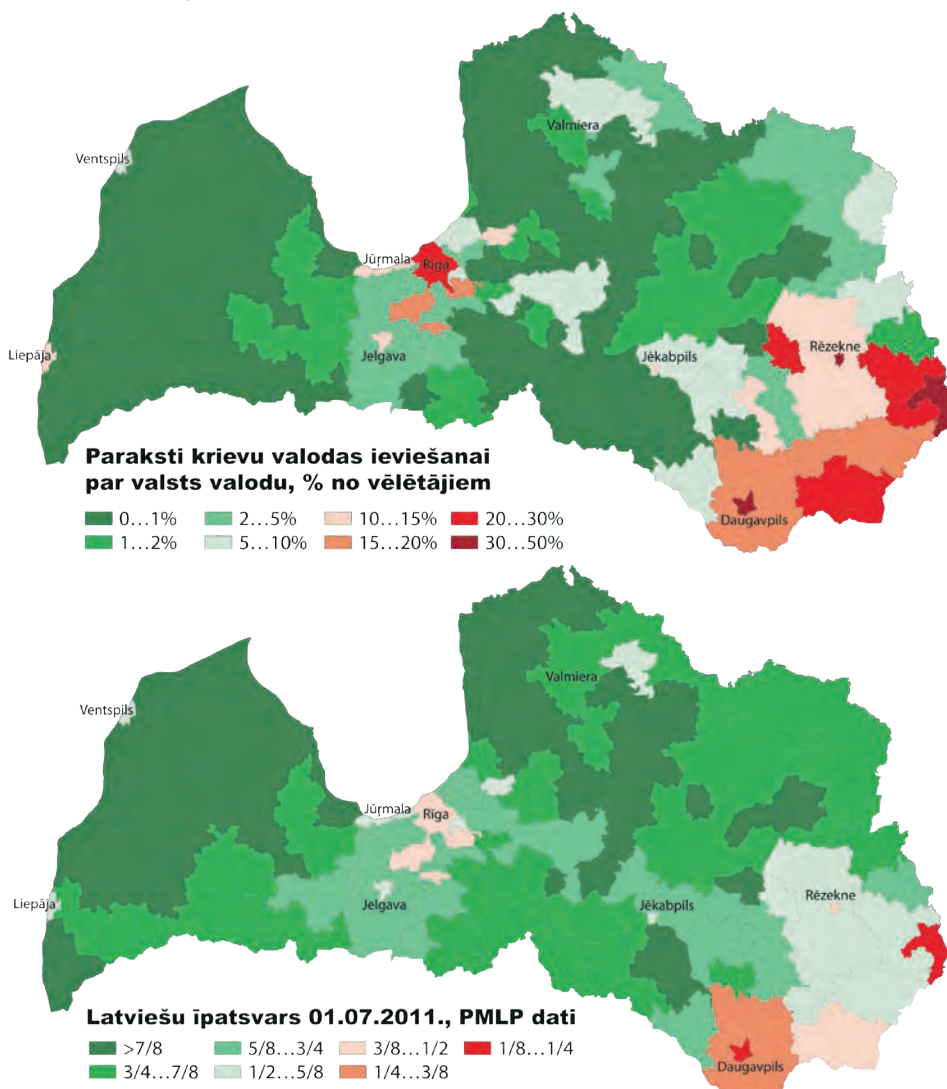 Valmiera
Ventspils
Jūrmala
Rīga
Liepāja
Jelgava
Jēkabpils
Rēzekne
Daugavpils
Paraksti krievu valodas ieviešanai
par valsts valodu, % no vēlētājiem
0...1% 2...5% 10...15% 20...30%
1...2% 5...10% 15...20% 30...50%
Valmiera
Ventspils
Jūrmala
Rīga
Liepāja
Jelgava
Jēkabpils
Rēzekne
Daugavpils
Latviešu īpatsvars 01.07.2011., PMLP dati
>7/8 5/8...3/4 3/8...1/2 1/8...1/4
3/4...7/8 1/2...5/8 1/4...3/8